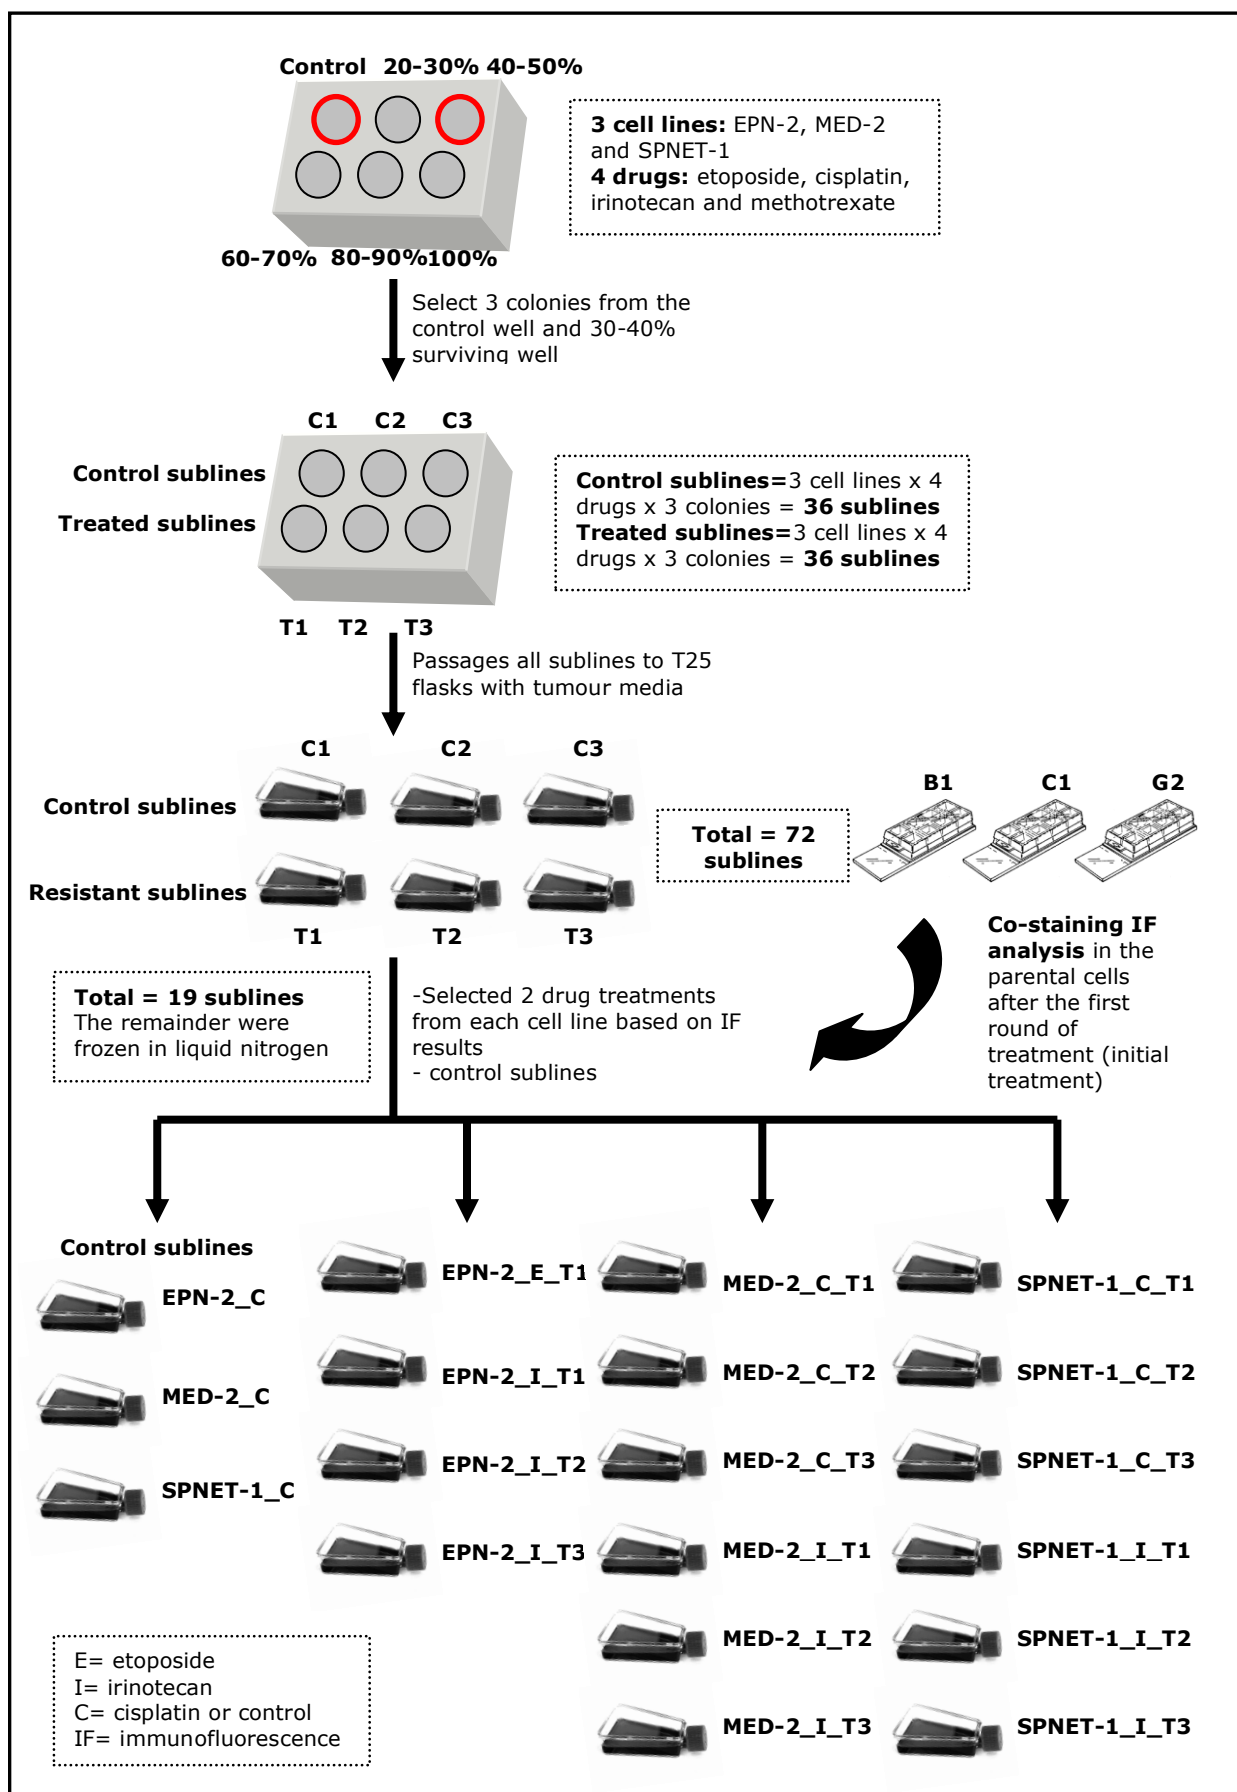 Control 20-30% 40-50%
3 cell lines: EPN-2, MED-2
and SPNET-1
4 drugs: etoposide, cisplatin,
irinotecan and methotrexate
60-70% 80-90% 100%
Select 3 colonies from the
control well and 30-40%
surviving well
C1 C2 C3
Control sublines
Treated sublines
Control sublines=3 cell lines x 4
drugs x 3 colonies = 36 sublines
Treated sublines=3 cell lines x 4
drugs x 3 colonies = 36 sublines
T1 T2 T3
Passages all sublines to T25
flasks with tumour media
C1 C2 C3
Control sublines
Resistant sublines
T1 T2 T3
Total = 72
sublines
B1 C1 G2
Co-staining IF
analysis in the
parental cells
after the first
round of
treatment (initial
treatment)
Total = 19 sublines
The remainder were
frozen in liquid nitrogen
-Selected 2 drug treatments
from each cell line based on IF
results
- control sublines
Control sublines
EPN-2_C
MED-2_C
SPNET-1_C
EPN-2_E_T1
EPN-2_I_T1
EPN-2_I_T2
EPN-2_I_T3
MED-2_C_T1
MED-2_C_T2
MED-2_C_T3
MED-2_I_T1
MED-2_I_T2
MED-2_I_T3
SPNET-1_C_T1
SPNET-1_C_T2
SPNET-1_C_T3
SPNET-1_I_T1
SPNET-1_I_T2
SPNET-1_I_T3
E= etoposide
I= irinotecan
C= cisplatin or control
IF= immunofluorescence